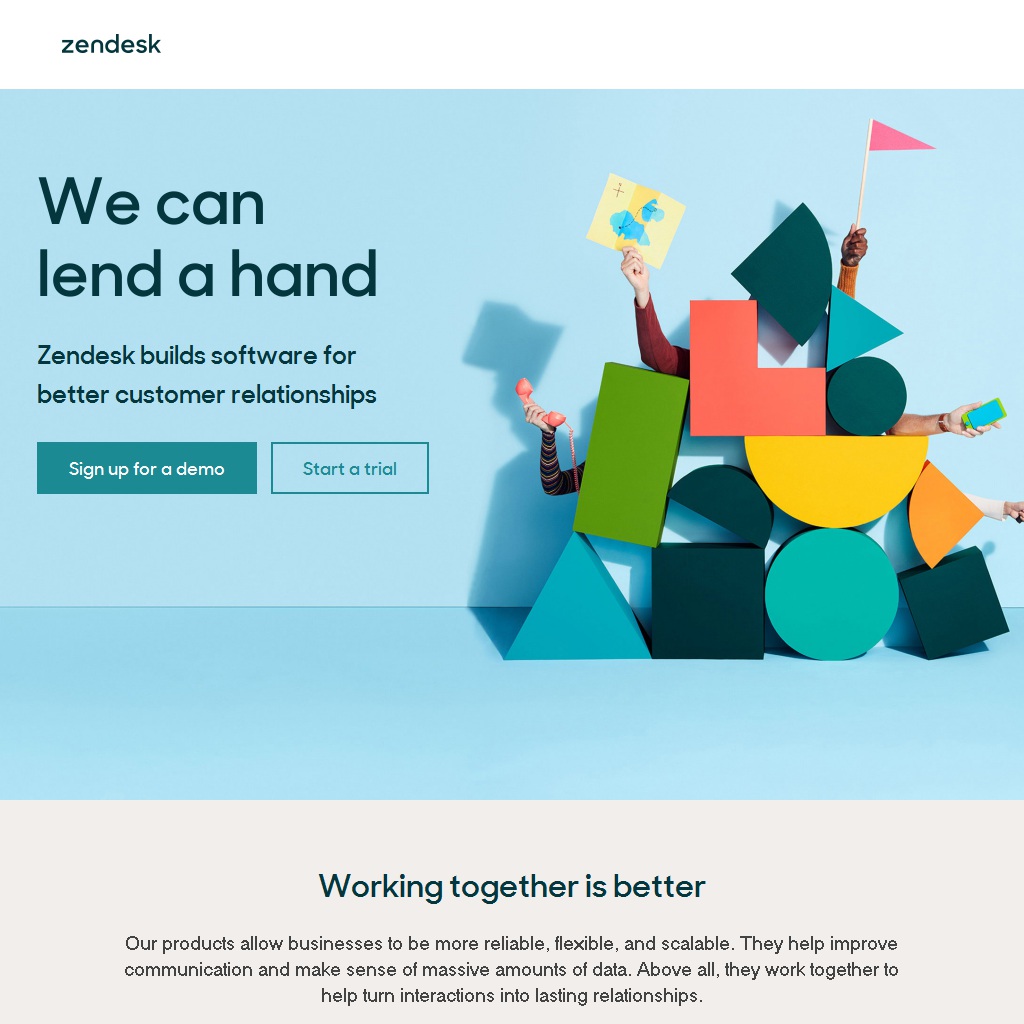 zendesk
We can
lend a hand
Zendesk builds software for
better customer relationships
Sign up for a demo
Start a trial
Working together is better
Our products allow businesses to be more reliable, flexible, and scalable. They help improve
communication and make sense of massive amounts of data. Above all, they work together to
help turn interactions into lasting relationships.